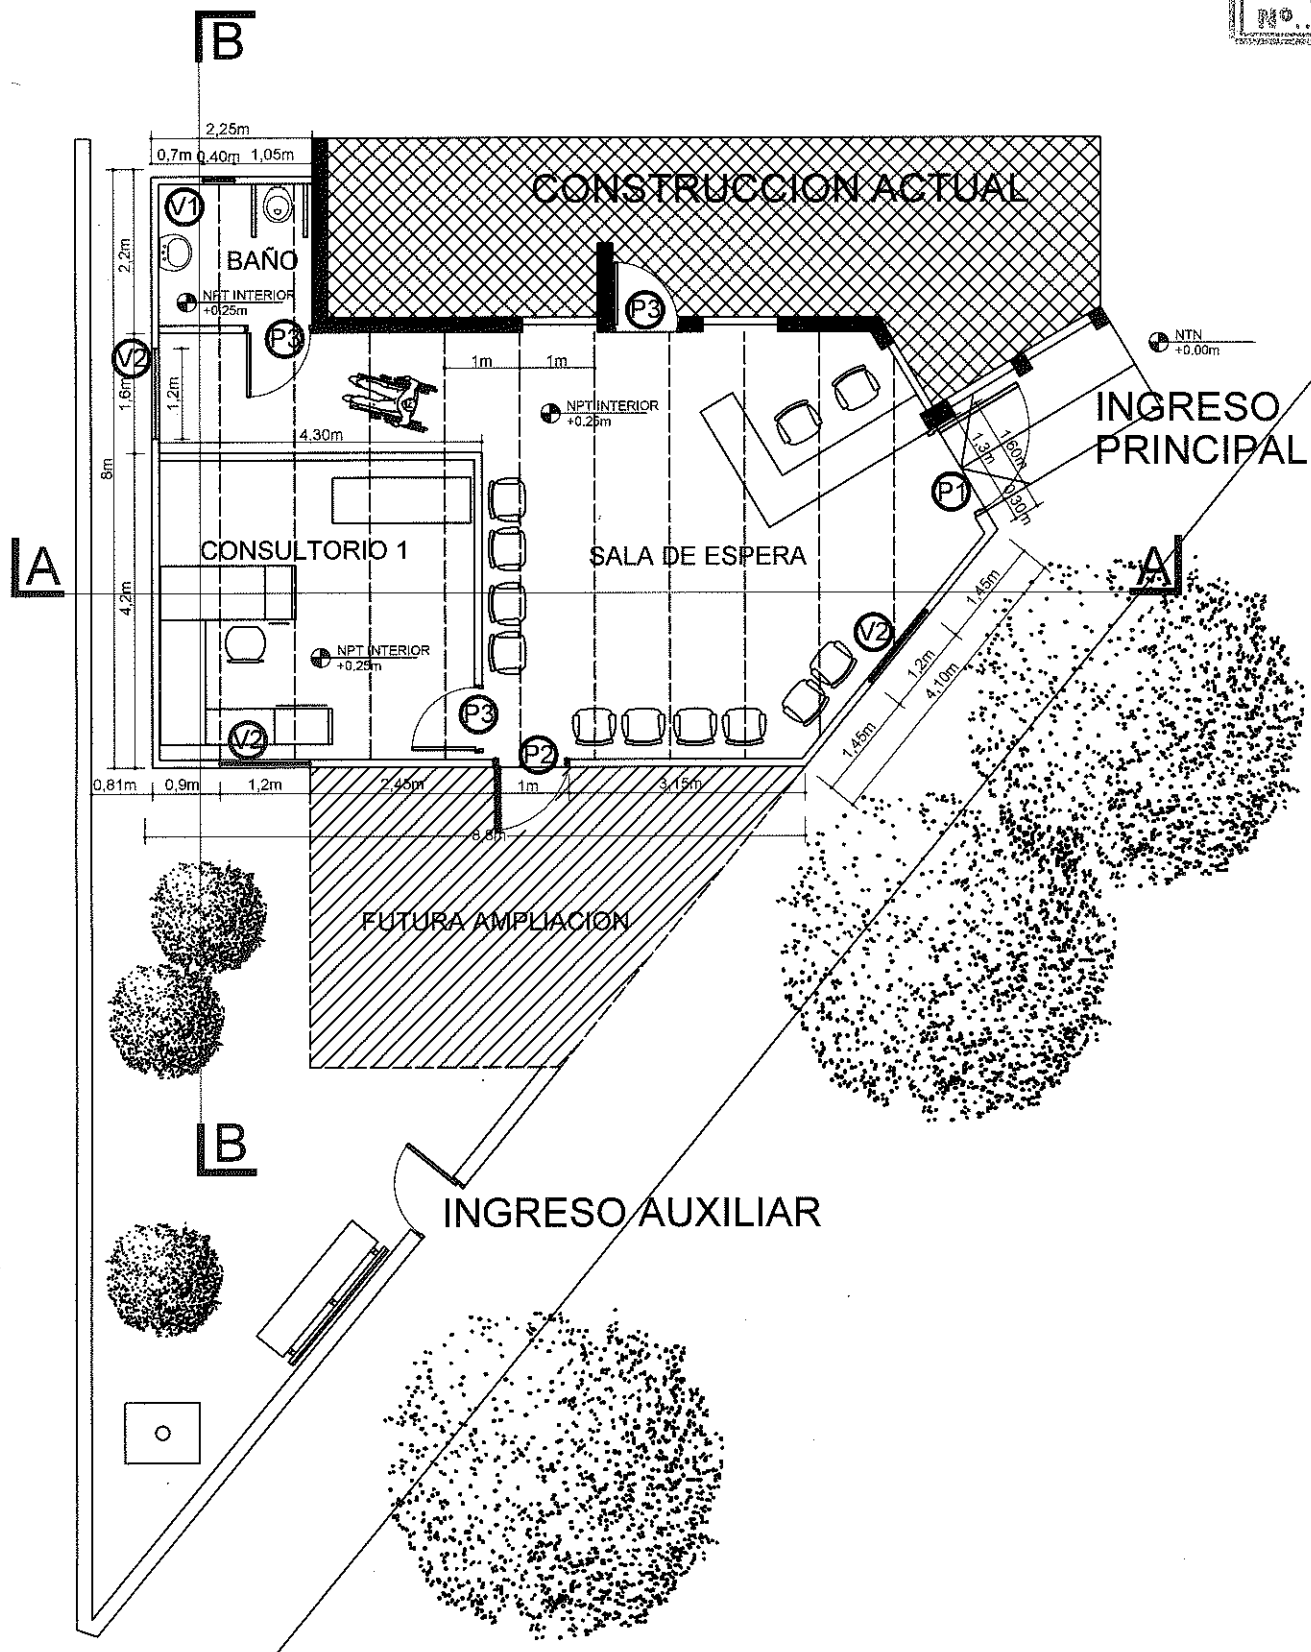 Nº..
B
2,25m
0,7m 0.40m 1,05m
CONSTRUCCION ACTUAL
V1
2,2m
BAÑO
NPT INTERIOR
+0.25m
P3
P3
NTN
+0,00m
V2
1,6m
1,2m
1m 1m
NPT INTERIOR
+0.25m
INGRESO
PRINCIPAL
4,30m
1,60m
1,3m
0,30m
P1
8m
CONSULTORIO 1
SALA DE ESPERA
A
A
4,2m
1,45m
V2
NPT INTERIOR
+0.25m
1,2m
4,10m
P3
V2
P2
1,45m
0,81m 0,9m 1,2m 2,45m 1m 3,15m
8,8m
FUTURA AMPLIACION
B
INGRESO AUXILIAR